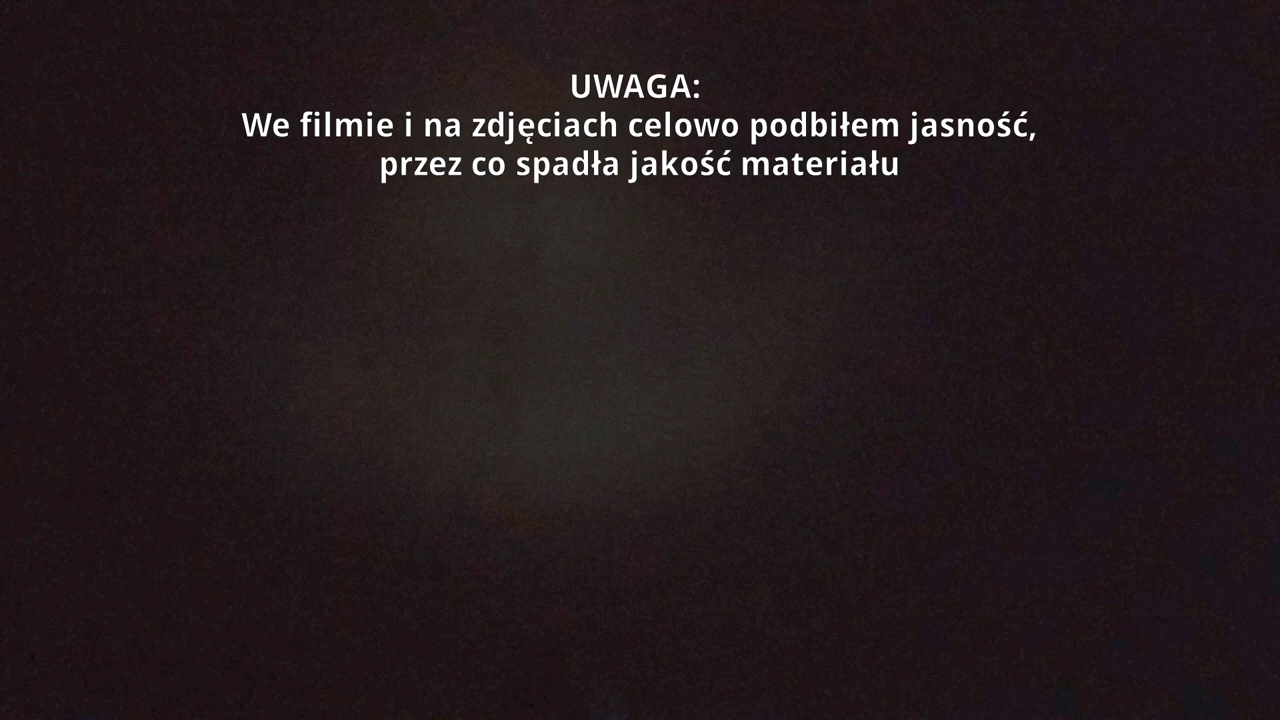 UWAGA:
We filmie i na zdjęciach celowo podbiłem jasność,
przez co spadła jakość materiału